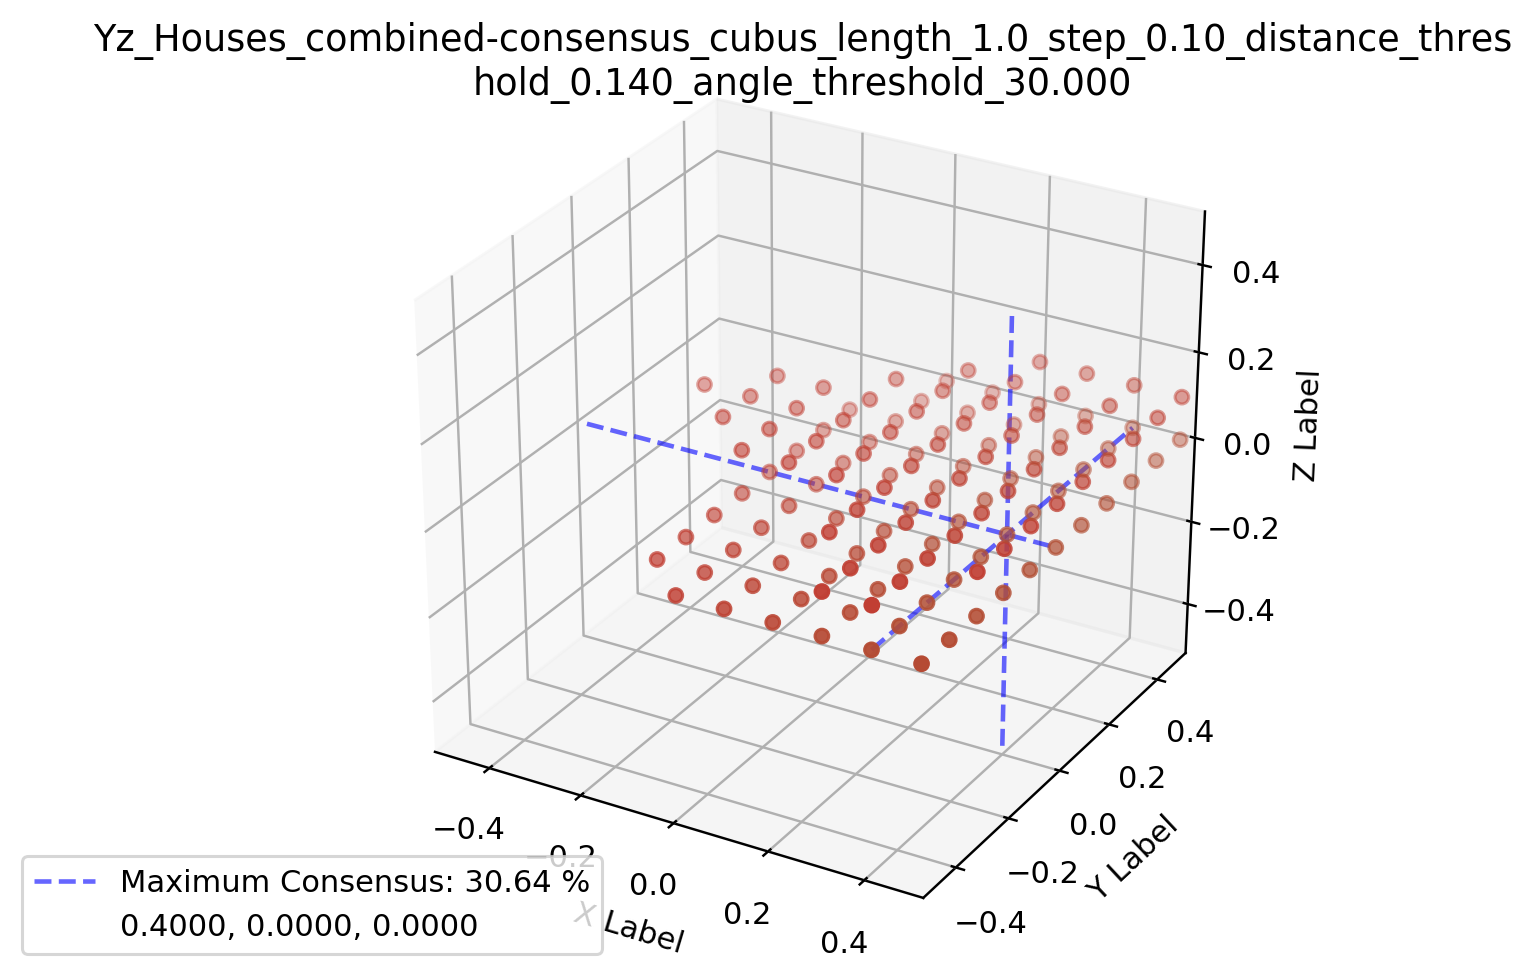 Yz_Houses_combined-consensus_cubus_length_1.0_step_0.10_distance_thres
hold_0.140_angle_threshold_30.000
0.4
0.2
0.0
−0.2
−0.4
Z Label
0.4
0.2
0.0
−0.2
−0.4
Y Label
−0.4
−0.2
0.0
0.2
0.4
X Label
Maximum Consensus: 30.64 %
0.4000, 0.0000, 0.0000